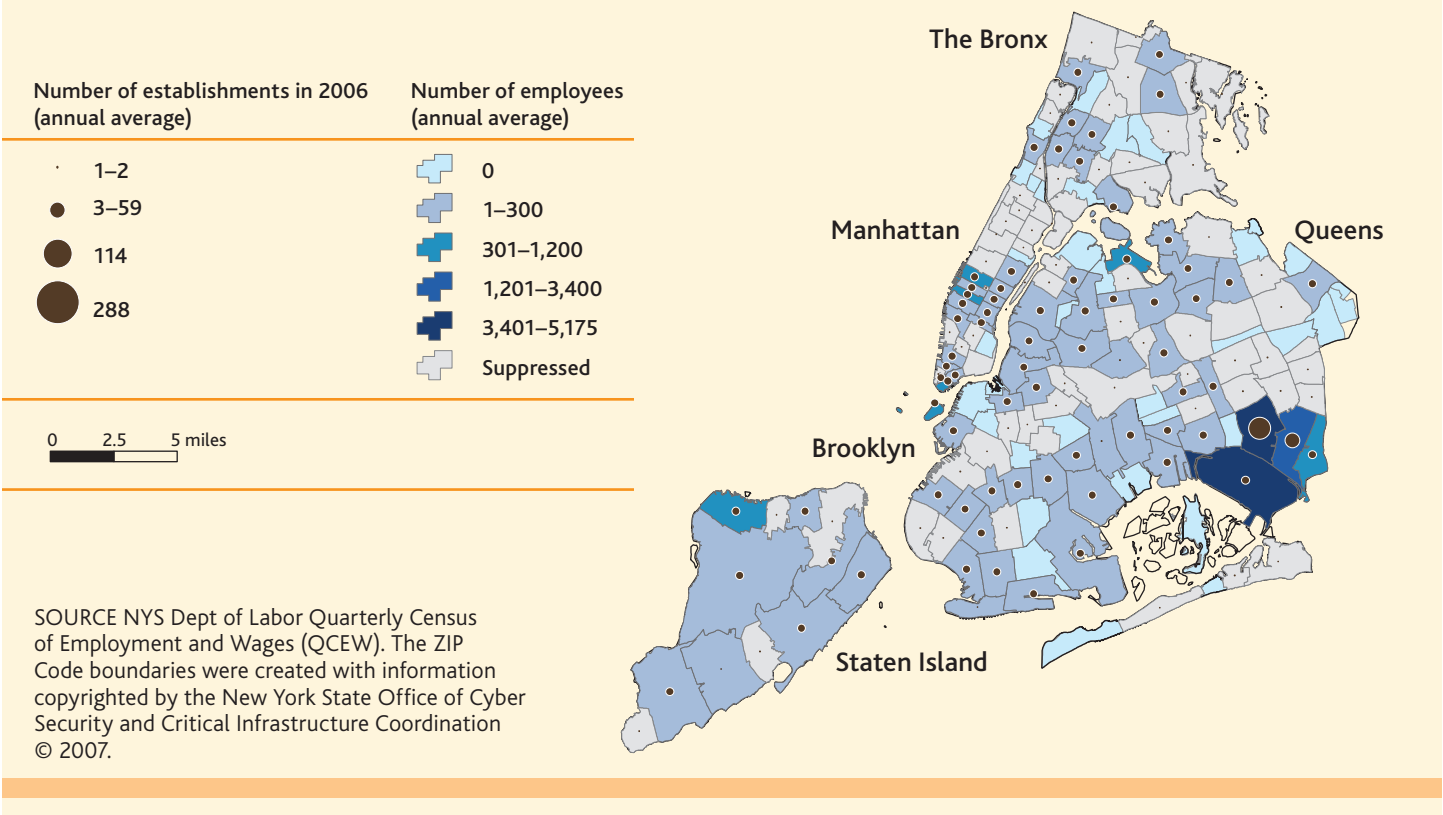 The Bronx
Manhattan
Queens
Brooklyn
Staten Island
Number of establishments in 2006
(annual average)
1–2
3–59
114
288
Number of employees
(annual average)
0
1–300
301–1,200
1,201–3,400
3,401–5,175
Suppressed
0 2.5 5 miles
SOURCE NYS Dept of Labor Quarterly Census
of Employment and Wages (QCEW). The ZIP
Code boundaries were created with information
copyrighted by the New York State Office of Cyber
Security and Critical Infrastructure Coordination
© 2007.